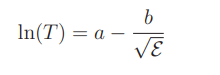 ln(T) = a − b/√ℰ